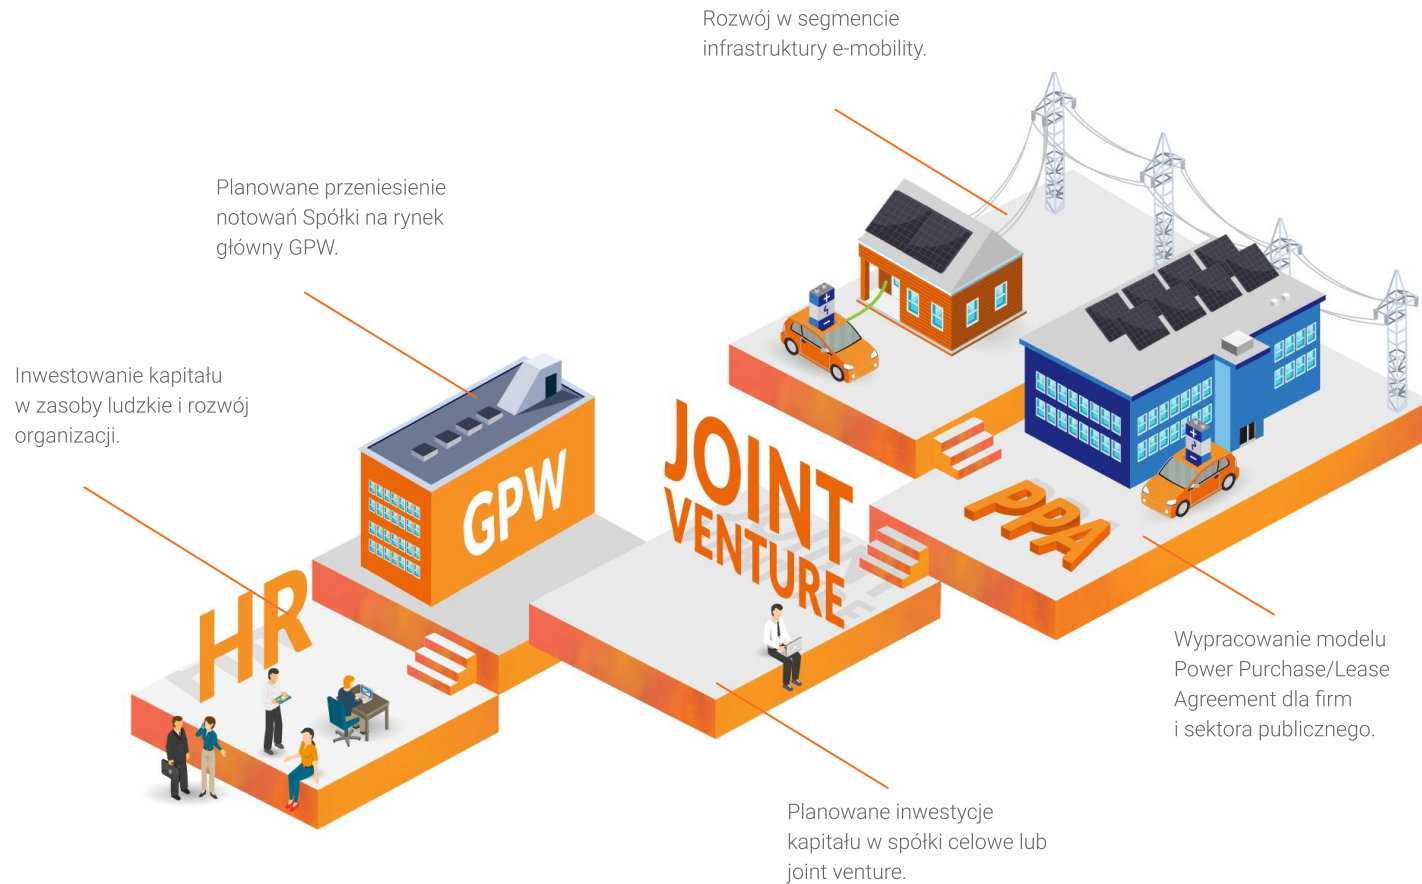 Rozwój w segmencie
infrastruktury e-mobility.
Planowane przeniesienie
notowań Spółki na rynek
główny GPW.
Inwestowanie kapitału
w zasoby ludzkie i rozwój
organizacji.
HR
GPW
JOINT
VENTURE
PPA
Wypracowanie modelu
Power Purchase/Lease
Agreement dla firm
i sektora publicznego.
Planowane inwestycje
kapitału w spółki celowe lub
joint venture.